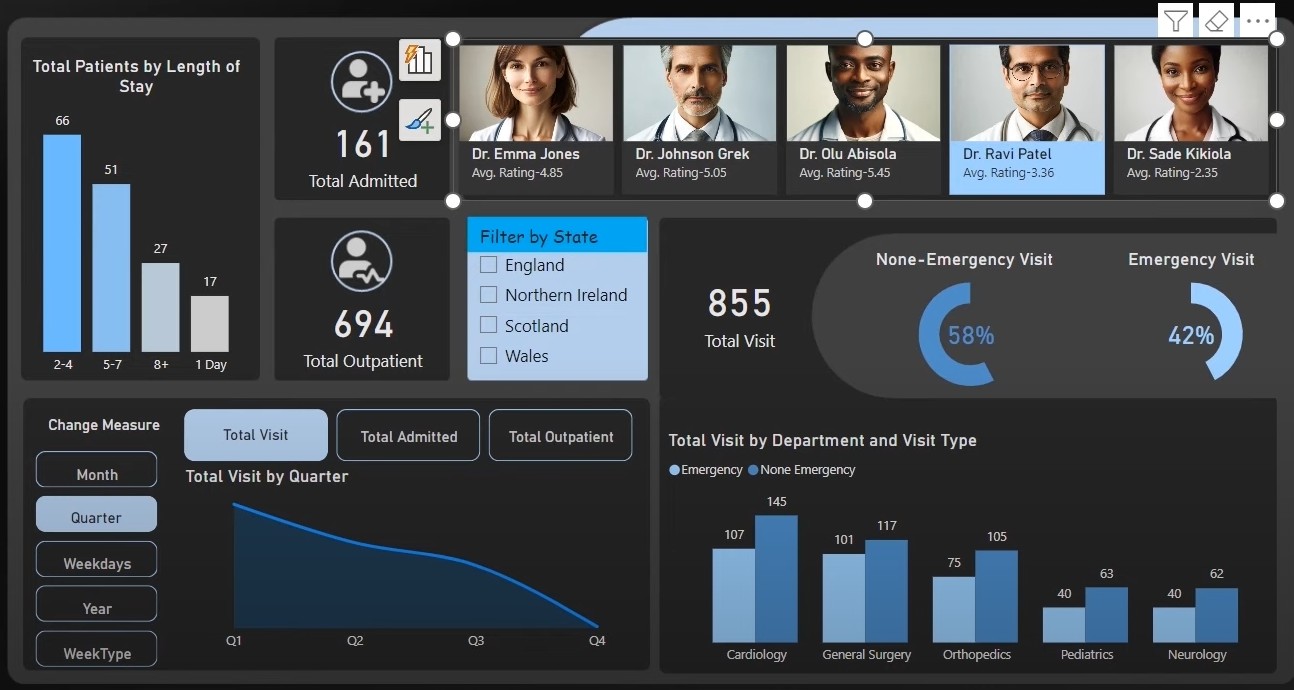 Total Patients by Length of
Stay
66
51
27
17
2-4
5-7
8+
1 Day
161
Total Admitted
Dr. Emma Jones
Avg. Rating-4.85
Dr. Johnson Grek
Avg. Rating-5.05
Dr. Olu Abisola
Avg. Rating-5.45
Dr. Ravi Patel
Avg. Rating-3.36
Dr. Sade Kikiola
Avg. Rating-2.35
694
Total Outpatient
Filter by State
England
Northern Ireland
Scotland
Wales
855
Total Visit
None-Emergency Visit
58%
Emergency Visit
42%
Change Measure
Month
Quarter
Weekdays
Year
WeekType
Total Visit
Total Admitted
Total Outpatient
Total Visit by Quarter
Q1
Q2
Q3
Q4
Total Visit by Department and Visit Type
Emergency
None Emergency
107
145
101
117
75
105
40
63
40
62
Cardiology
General Surgery
Orthopedics
Pediatrics
Neurology